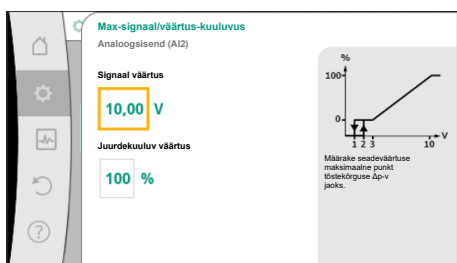 Max-signaal/väärtus-kuuluvus
Analoogsisend (AI2)
Signaal väärtus
10,00 V
Juurdekuuluv väärtus
100 %
%
100
0
1 2 3 10 V
Määrake seadeväärtuse
maksimaalne punkt
tõstekõrguse Δp-v
jaoks.
?